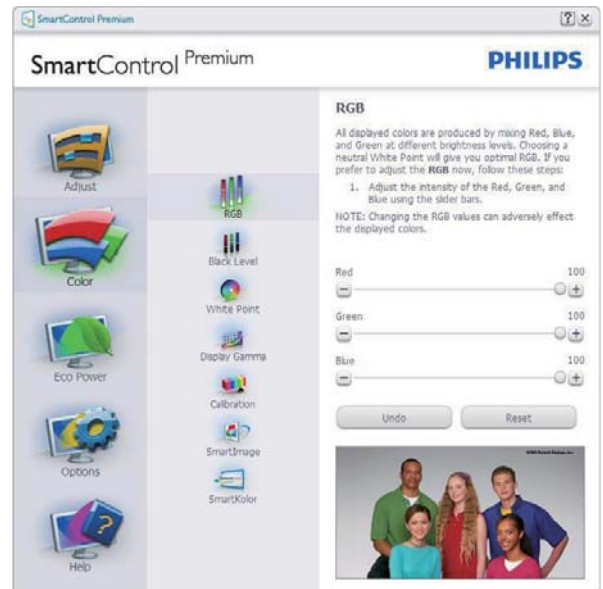 SmartControl Premium
SmartControl Premium
PHILIPS
Adjust
Color
Eco Power
Options
Help
RGB
Black Level
White Point
Display Gamma
Calibration
SmartImage
SmartKolor
RGB
All displayed colors are produced by mixing Red, Blue,
and Green at different brightness levels. Choosing a
neutral White Point will give you optimal RGB. If you
prefer to adjust the RGB now, follow these steps:
1. Adjust the intensity of the Red, Green, and
Blue using the slider bars.
NOTE: Changing the RGB values can adversely effect
the displayed colors.
Red 100
Green 100
Blue 100
Undo Reset